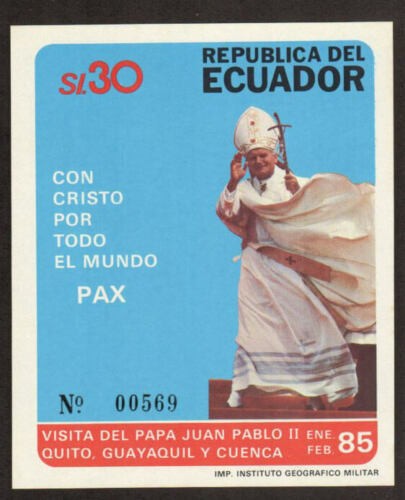 S/.30
REPUBLICA DEL
ECUADOR
CON
CRISTO
POR
TODO
EL MUNDO
PAX
Nº 00569
VISITA DEL PAPA JUAN PABLO II ENE.
QUITO, GUAYAQUIL Y CUENCA FEB. 85
IMP. INSTITUTO GEOGRAFICO MILITAR